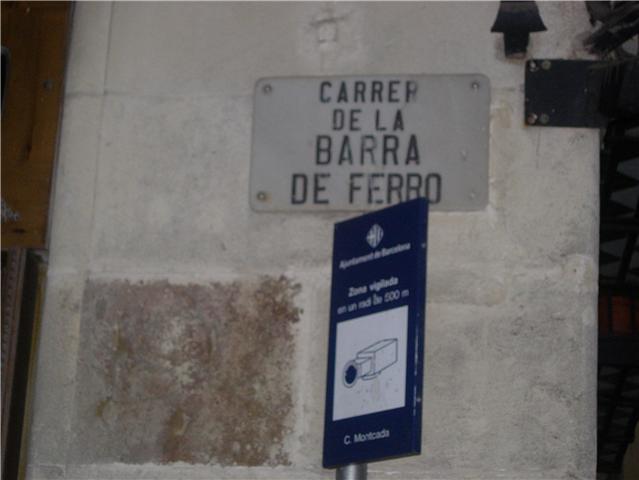 CARRER
DE LA
BARRA
DE FERRO
Ajuntament de Barcelona
Zona vigilada
en un radi de 500 m
C. Montcada